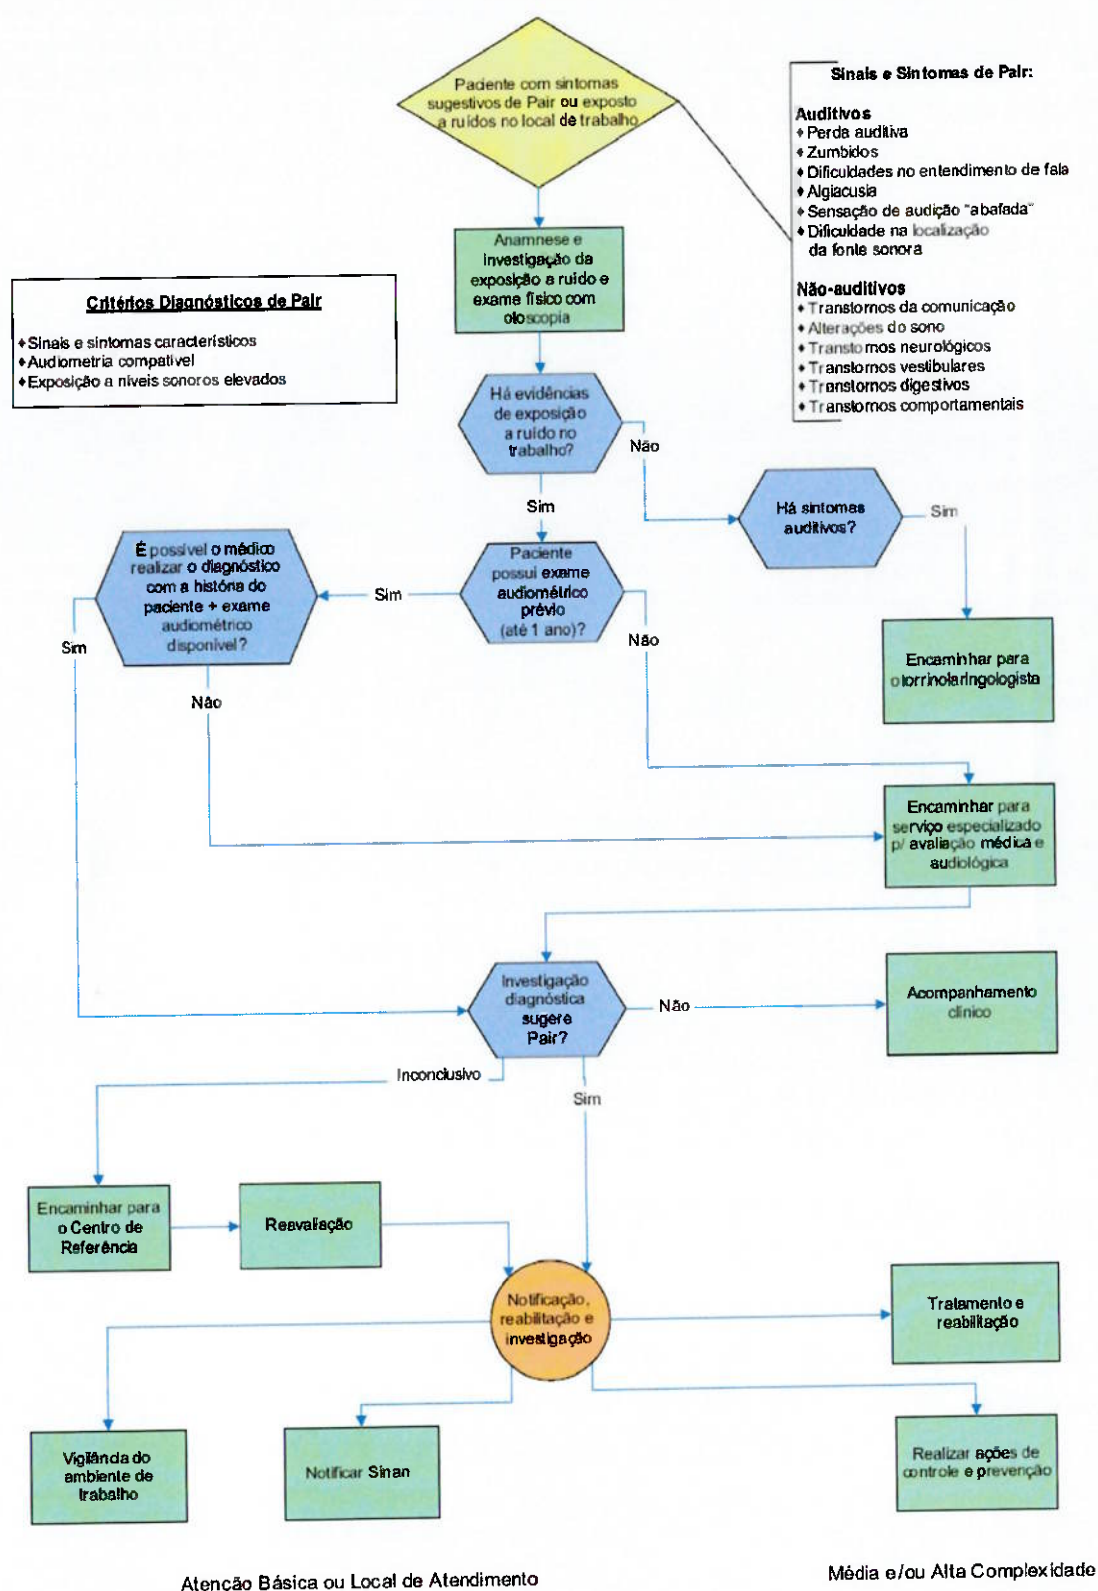 Paciente com sintomas
sugestivos de Pair ou exposto
a ruídos no local de trabalho
Sinais e Sintomas de Pair:
Auditivos
♦ Perda auditiva
♦ Zumbidos
♦ Dificuldades no entendimento de fala
♦ Algiacusia
♦ Sensação de audição "abafada"
♦ Dificuldade na localização
da fonte sonora
Não-auditivos
♦ Transtornos da comunicação
♦ Alterações do sono
♦ Transtornos neurológicos
♦ Transtornos vestibulares
♦ Transtornos digestivos
♦ Transtornos comportamentais
Anamnese e
investigação da
exposição a ruído e
exame físico com
otoscopia
Critérios Diagnósticos de Pair
♦ Sinais e sintomas característicos
♦ Audiometria compatível
♦ Exposição a níveis sonoros elevados
Há evidências
de exposição
a ruído no
trabalho?
Não
Sim
Há sintomas
auditivos?
Sim
É possível o médico
realizar o diagnóstico
com a história do
paciente + exame
audiométrico
disponível?
Sim
Paciente
possui exame
audiométrico
prévio
(até 1 ano)?
Não
Sim
Não
Encaminhar para
otorrinolaringologista
Encaminhar para
serviço especializado
p/ avaliação médica e
audiológica
Investigação
diagnóstica
sugere
Pair?
Não
Acompanhamento
clínico
Inconclusivo
Sim
Encaminhar para
o Centro de
Referência
Reavaliação
Notificação,
reabilitação e
investigação
Tratamento e
reabilitação
Vigilância do
ambiente de
trabalho
Notificar Sinan
Realizar ações de
controle e prevenção
Atenção Básica ou Local de Atendimento
Média e/ou Alta Complexidade